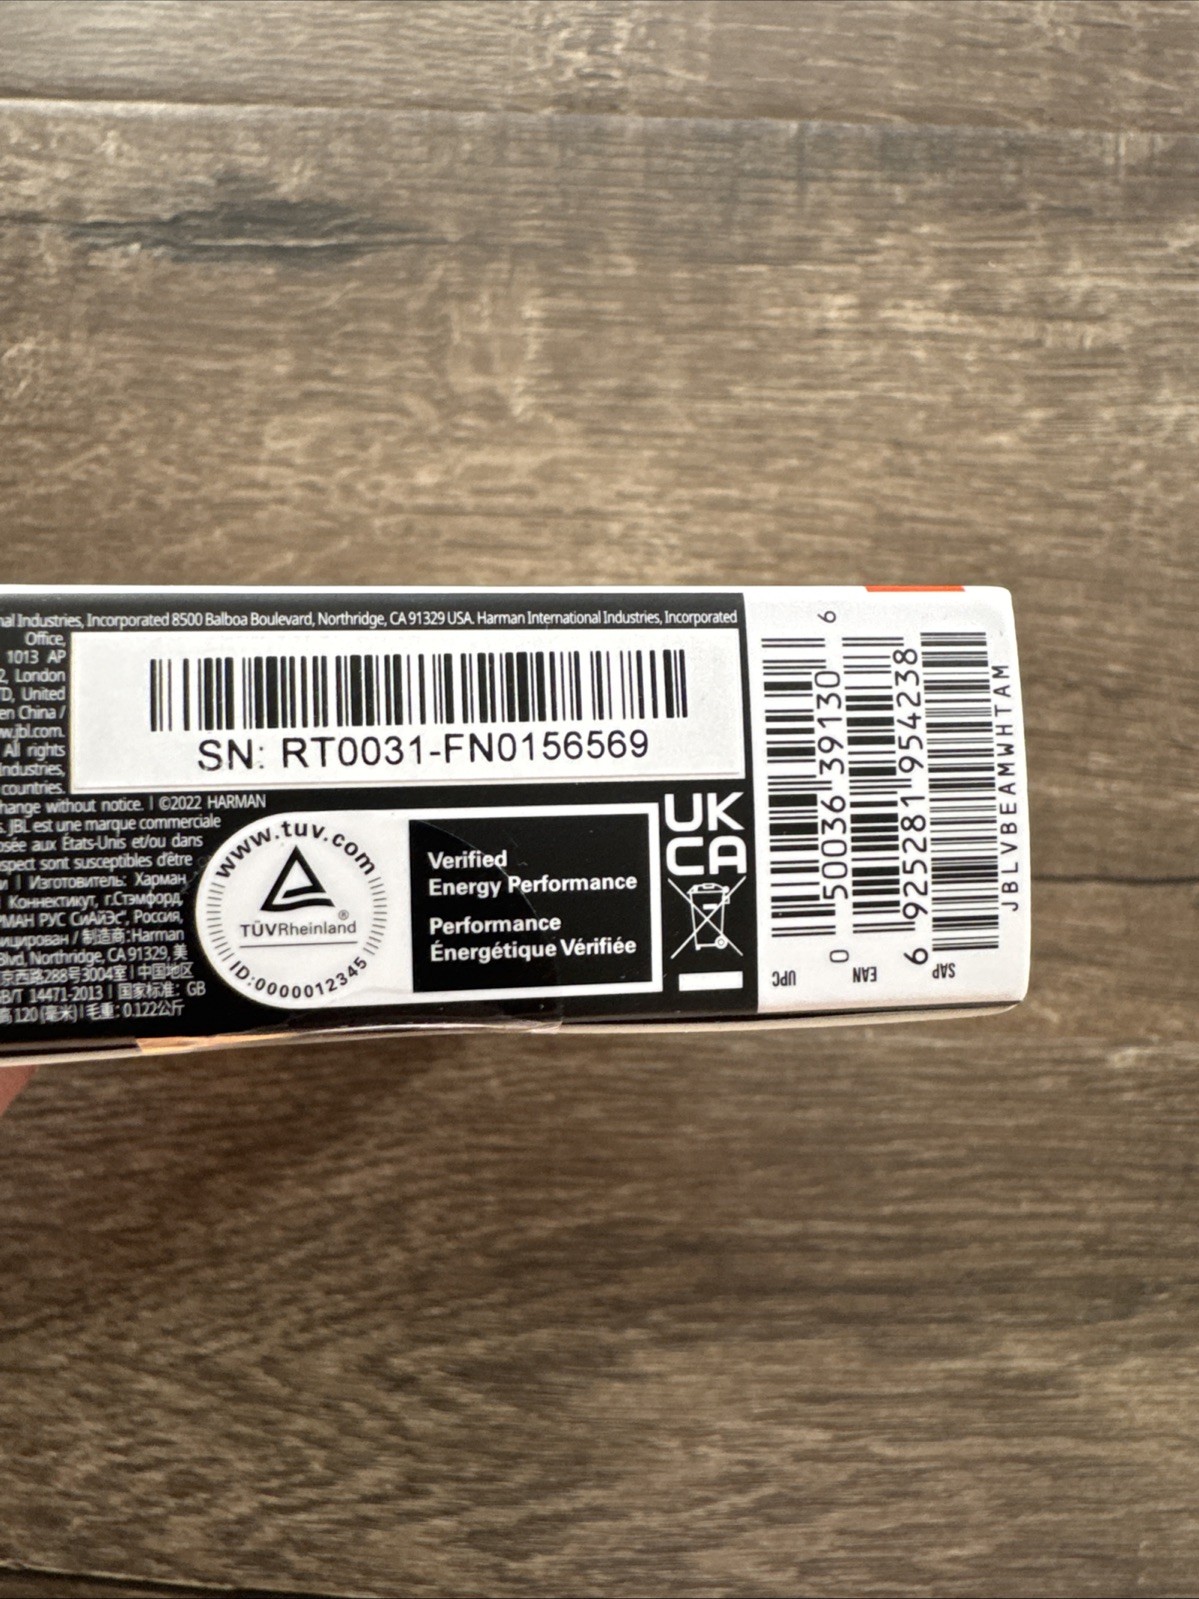 nal Industries, Incorporated 8500 Balboa Boulevard, Northridge, CA 91329 USA. Harman International Industries, Incorporated
Office,
1013 AP
2, London
TD, United
en China /
w.jbl.com.
All rights
Industries,
countries.
hange without notice. | ©2022 HARMAN
s. JBL est une marque commerciale
osée aux États-Unis et/ou dans
spect sont susceptibles d'être
и | Изготовитель: Харман
Коннектикут, г.Стэмфорд,
РМАН РУС СиАйЭс", Россия,
ицирован / 制造商:Harman
Blvd, Northridge, CA 91329, 美
京西路288号3004室 | 中国地区
B/T 14471-2013 | 国家标准: GB
高 120 (毫米) | 毛重: 0.122公斤
SN: RT0031-FN0156569
www.tuv.com
TÜVRheinland®
ID:0000012345
Verified
Energy Performance
Performance
Énergétique Vérifiée
UK
CA
UPC
0 50036 39130 6
EAN
6 925281 954238
SAP
JBLVBEAMWHTAM